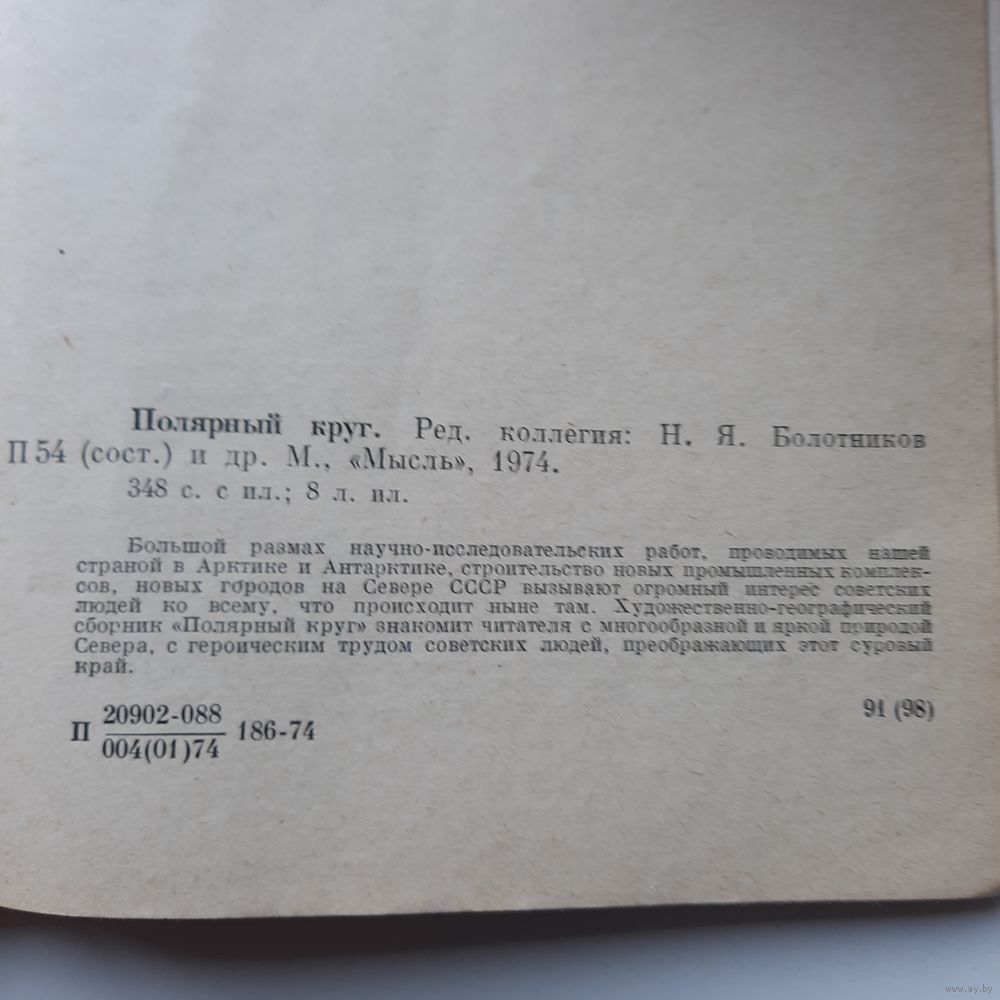 Полярный круг. Ред. коллегия: Н. Я. Болотников
П 54 (сост.) и др. М., «Мысль», 1974.
348 с. с ил.; 8 л. ил.
Большой размах научно-исследовательских работ, проводимых нашей
страной в Арктике и Антарктике, строительство новых промышленных комплек-
сов, новых городов на Севере СССР вызывают огромный интерес советских
людей ко всему, что происходит ныне там. Художественно-географический
сборник «Полярный круг» знакомит читателя с многообразной и яркой природой
Севера, с героическим трудом советских людей, преображающих этот суровый
край.
П 20902-088 186-74
004(01)74
91 (98)
www.ay.by